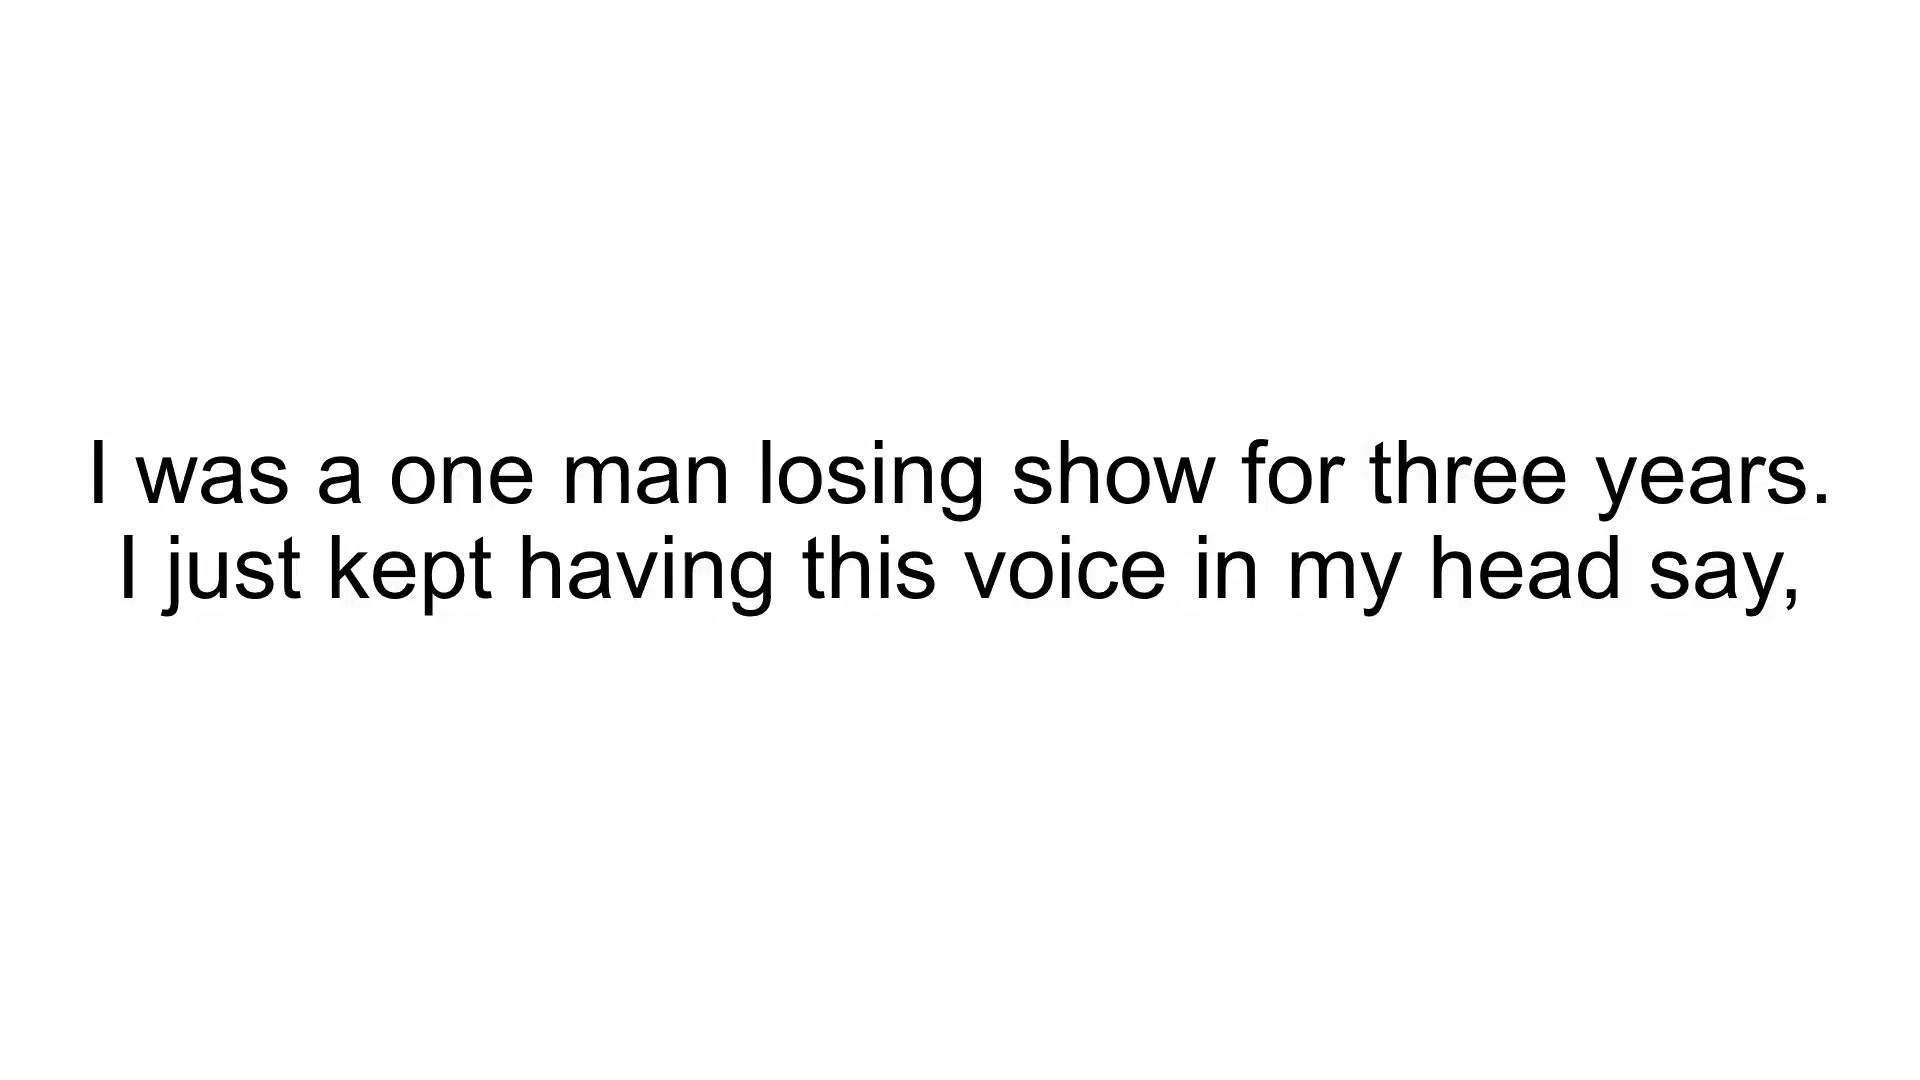 I was a one man losing show for three years.
I just kept having this voice in my head say,